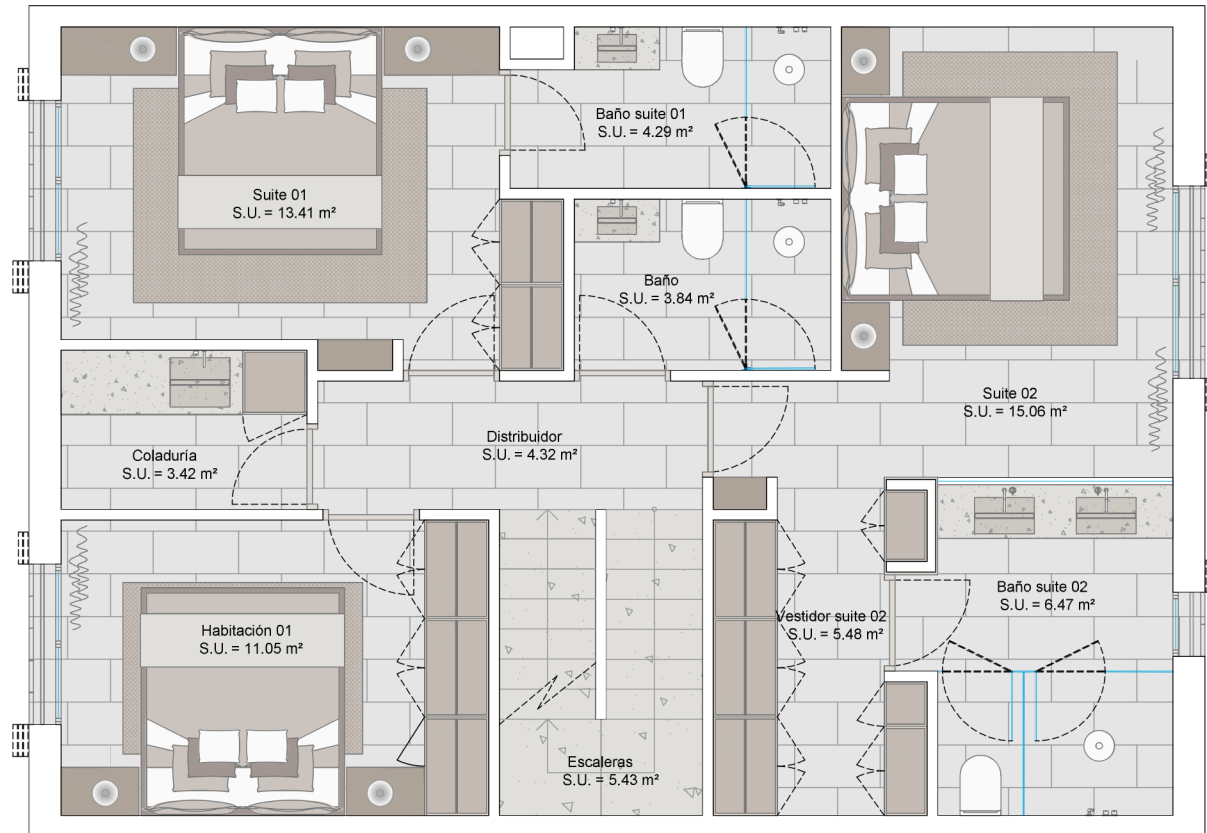 Baño suite 01
S.U. = 4.29 m²
Suite 01
S.U. = 13.41 m²
Baño
S.U. = 3.84 m²
Suite 02
S.U. = 15.06 m²
Distribuidor
S.U. = 4.32 m²
Coladuría
S.U. = 3.42 m²
Baño suite 02
S.U. = 6.47 m²
Vestidor suite 02
S.U. = 5.48 m²
Habitación 01
S.U. = 11.05 m²
Escaleras
S.U. = 5.43 m²